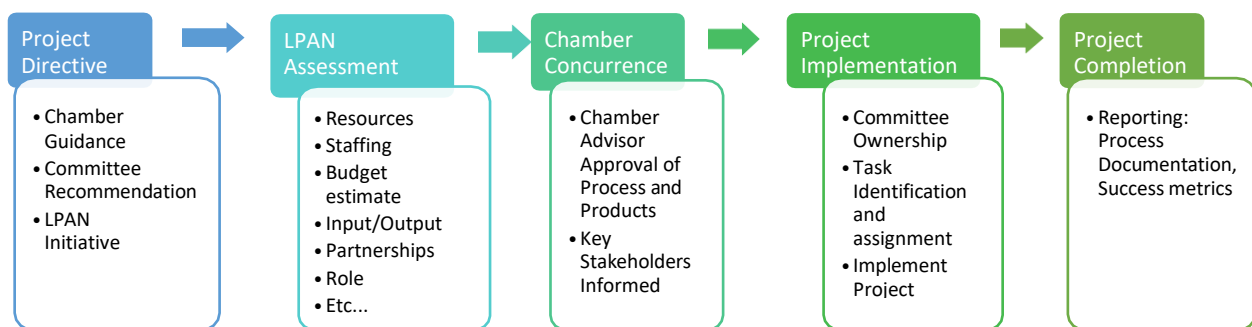 Project
Directive
• Chamber
Guidance
• Committee
Recommendation
• LPAN
Initiative
LPAN
Assessment
• Resources
• Staffing
• Budget
estimate
• Input/Output
• Partnerships
• Role
• Etc...
Chamber
Concurrence
• Chamber
Advisor
Approval of
Process and
Products
• Key
Stakeholders
Informed
Project
Implementation
• Committee
Ownership
• Task
Identification
and
assignment
• Implement
Project
Project
Completion
• Reporting:
Process
Documentation,
Success metrics